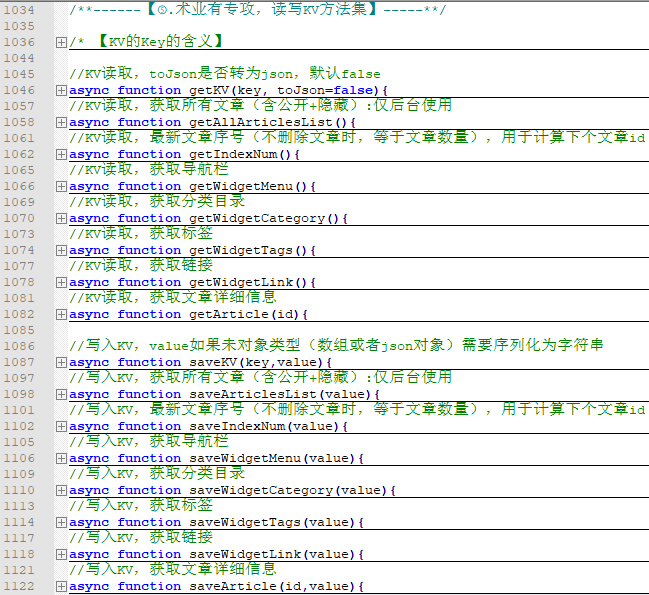 1034 /**------【⑤.术业有专攻，读写KV方法集】-----**/
1035
1036 /* 【KV的Key的含义】
1044
1045 //KV读取，toJson是否转为json，默认false
1046 async function getKV(key, toJson=false){
1057 //KV读取，获取所有文章（含公开+隐藏）:仅后台使用
1058 async function getAllArticlesList(){
1061 //KV读取，最新文章序号（不删除文章时，等于文章数量），用于计算下个文章id
1062 async function getIndexNum(){
1065 //KV读取，获取导航栏
1066 async function getWidgetMenu(){
1069 //KV读取，获取分类目录
1070 async function getWidgetCategory(){
1073 //KV读取，获取标签
1074 async function getWidgetTags(){
1077 //KV读取，获取链接
1078 async function getWidgetLink(){
1081 //KV读取，获取文章详细信息
1082 async function getArticle(id){
1085
1086 //写入KV，value如果未对象类型（数组或者json对象）需要序列化为字符串
1087 async function saveKV(key,value){
1097 //写入KV，获取所有文章（含公开+隐藏）:仅后台使用
1098 async function saveArticlesList(value){
1101 //写入KV，最新文章序号（不删除文章时，等于文章数量），用于计算下个文章id
1102 async function saveIndexNum(value){
1105 //写入KV，获取导航栏
1106 async function saveWidgetMenu(value){
1109 //写入KV，获取分类目录
1110 async function saveWidgetCategory(value){
1113 //写入KV，获取标签
1114 async function saveWidgetTags(value){
1117 //写入KV，获取链接
1118 async function saveWidgetLink(value){
1121 //写入KV，获取文章详细信息
1122 async function saveArticle(id,value){